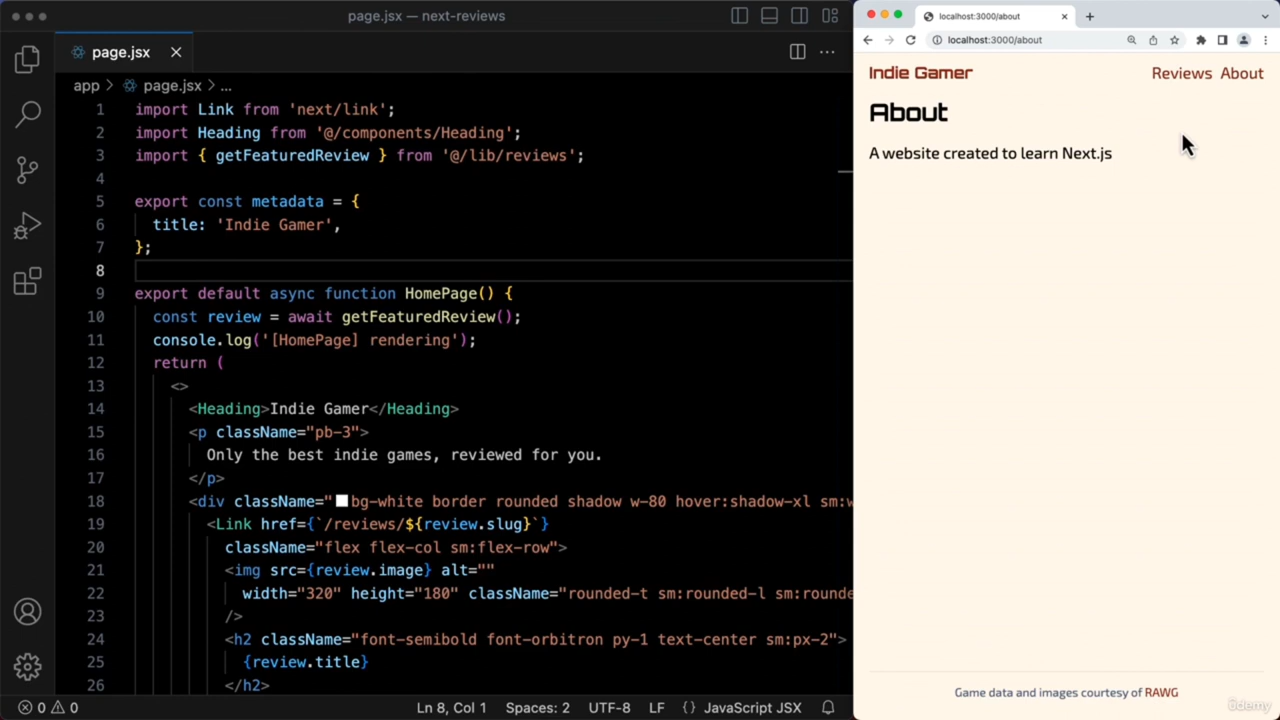 page.jsx — next-reviews
page.jsx
app > page.jsx > ...
1 import Link from 'next/link';
2 import Heading from '@/components/Heading';
3 import { getFeaturedReview } from '@/lib/reviews';
4
5 export const metadata = {
6 title: 'Indie Gamer',
7 };
8
9 export default async function HomePage() {
10 const review = await getFeaturedReview();
11 console.log('[HomePage] rendering');
12 return (
13 <>
14 <Heading>Indie Gamer</Heading>
15 <p className="pb-3">
16 Only the best indie games, reviewed for you.
17 </p>
18 <div className="bg-white border rounded shadow w-80 hover:shadow-xl sm:w
19 <Link href={`/reviews/${review.slug}`}
20 className="flex flex-col sm:flex-row">
21 <img src={review.image} alt=""
22 width="320" height="180" className="rounded-t sm:rounded-l sm:rounde
23 />
24 <h2 className="font-semibold font-orbitron py-1 text-center sm:px-2">
25 {review.title}
26 </h2>
0 0 Ln 8, Col 1 Spaces: 2 UTF-8 LF {} JavaScript JSX
localhost:3000/about
localhost:3000/about
Indie Gamer Reviews About
About
A website created to learn Next.js
Game data and images courtesy of RAWG
ûdemy